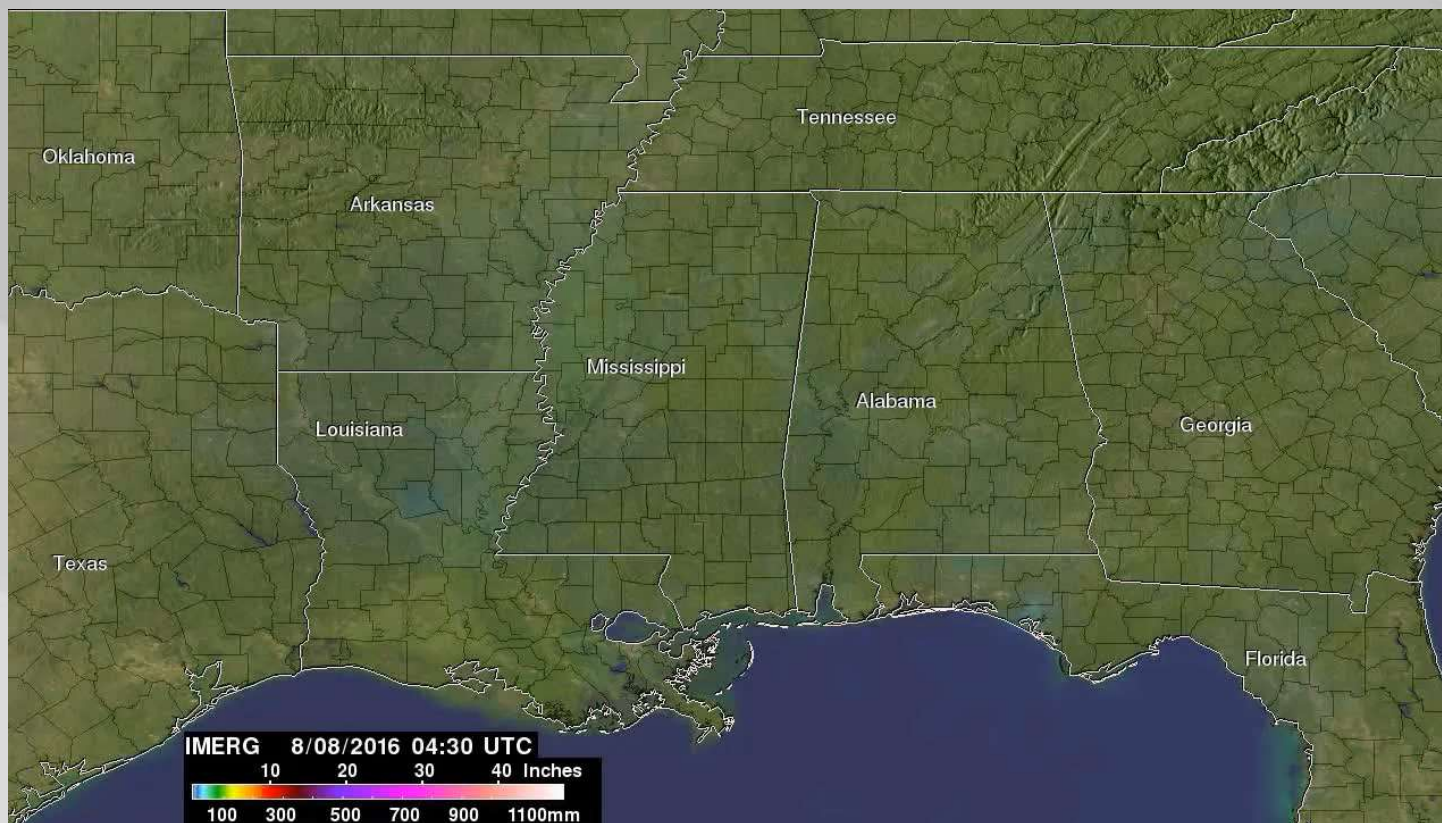 Tennessee
Oklahoma
Arkansas
Mississippi
Alabama
Louisiana
Georgia
Texas
Florida
IMERG 8/08/2016 04:30 UTC
10 20 30 40 Inches
100 300 500 700 900 1100mm